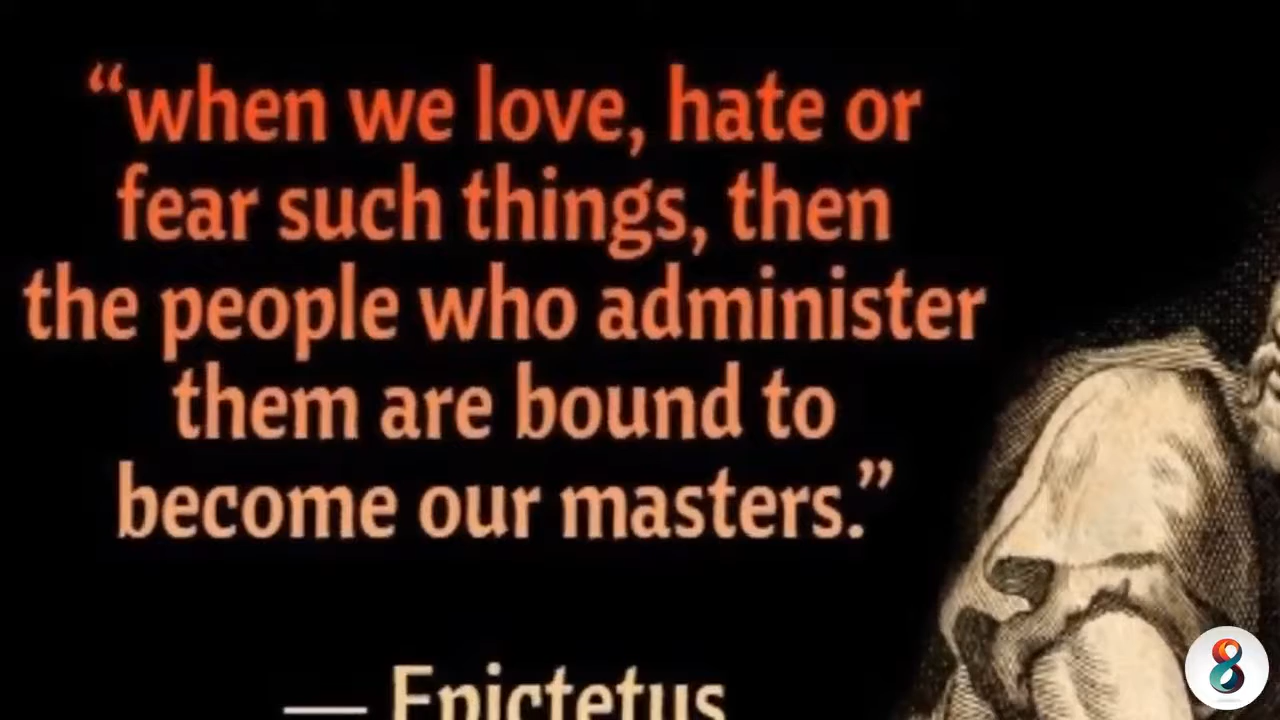 “when we love, hate or
fear such things, then
the people who administer
them are bound to
become our masters.”
— Epictetus
8